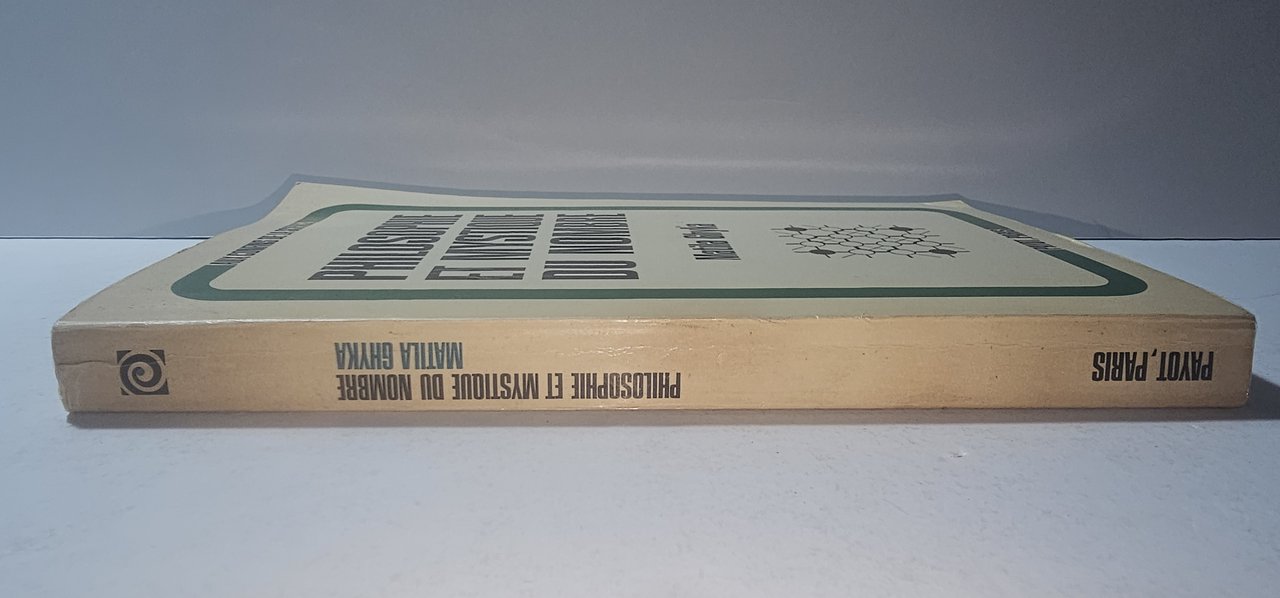 PHILOSOPHIE
ET MYSTIQUE
DU NOMBRE
Matila Ghyka
PHILOSOPHIE ET MYSTIQUE DU NOMBRE
MATILA GHYKA
PAYOT, PARIS